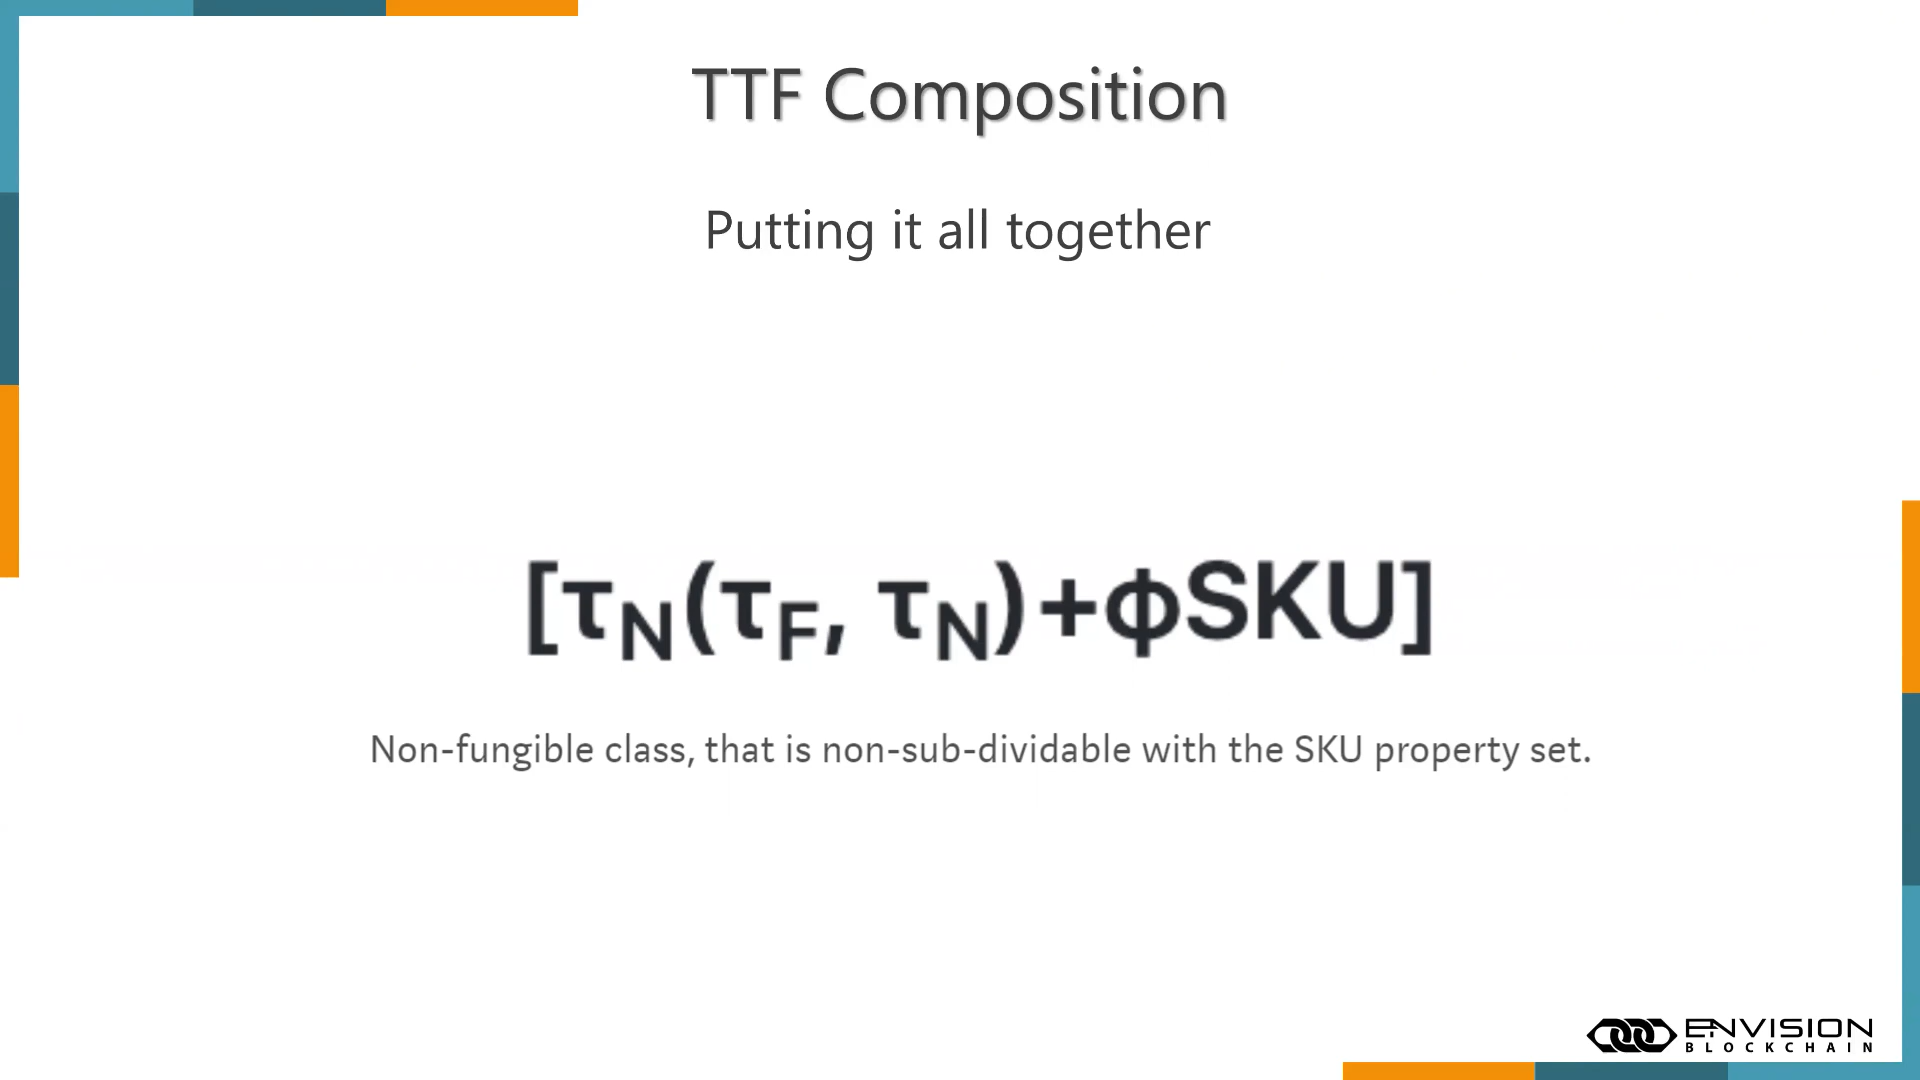 TTF Composition
Putting it all together
[τN(τF, τN)+ϕSKU]
Non-fungible class, that is non-sub-dividable with the SKU property set.
ENVISION
BLOCKCHAIN